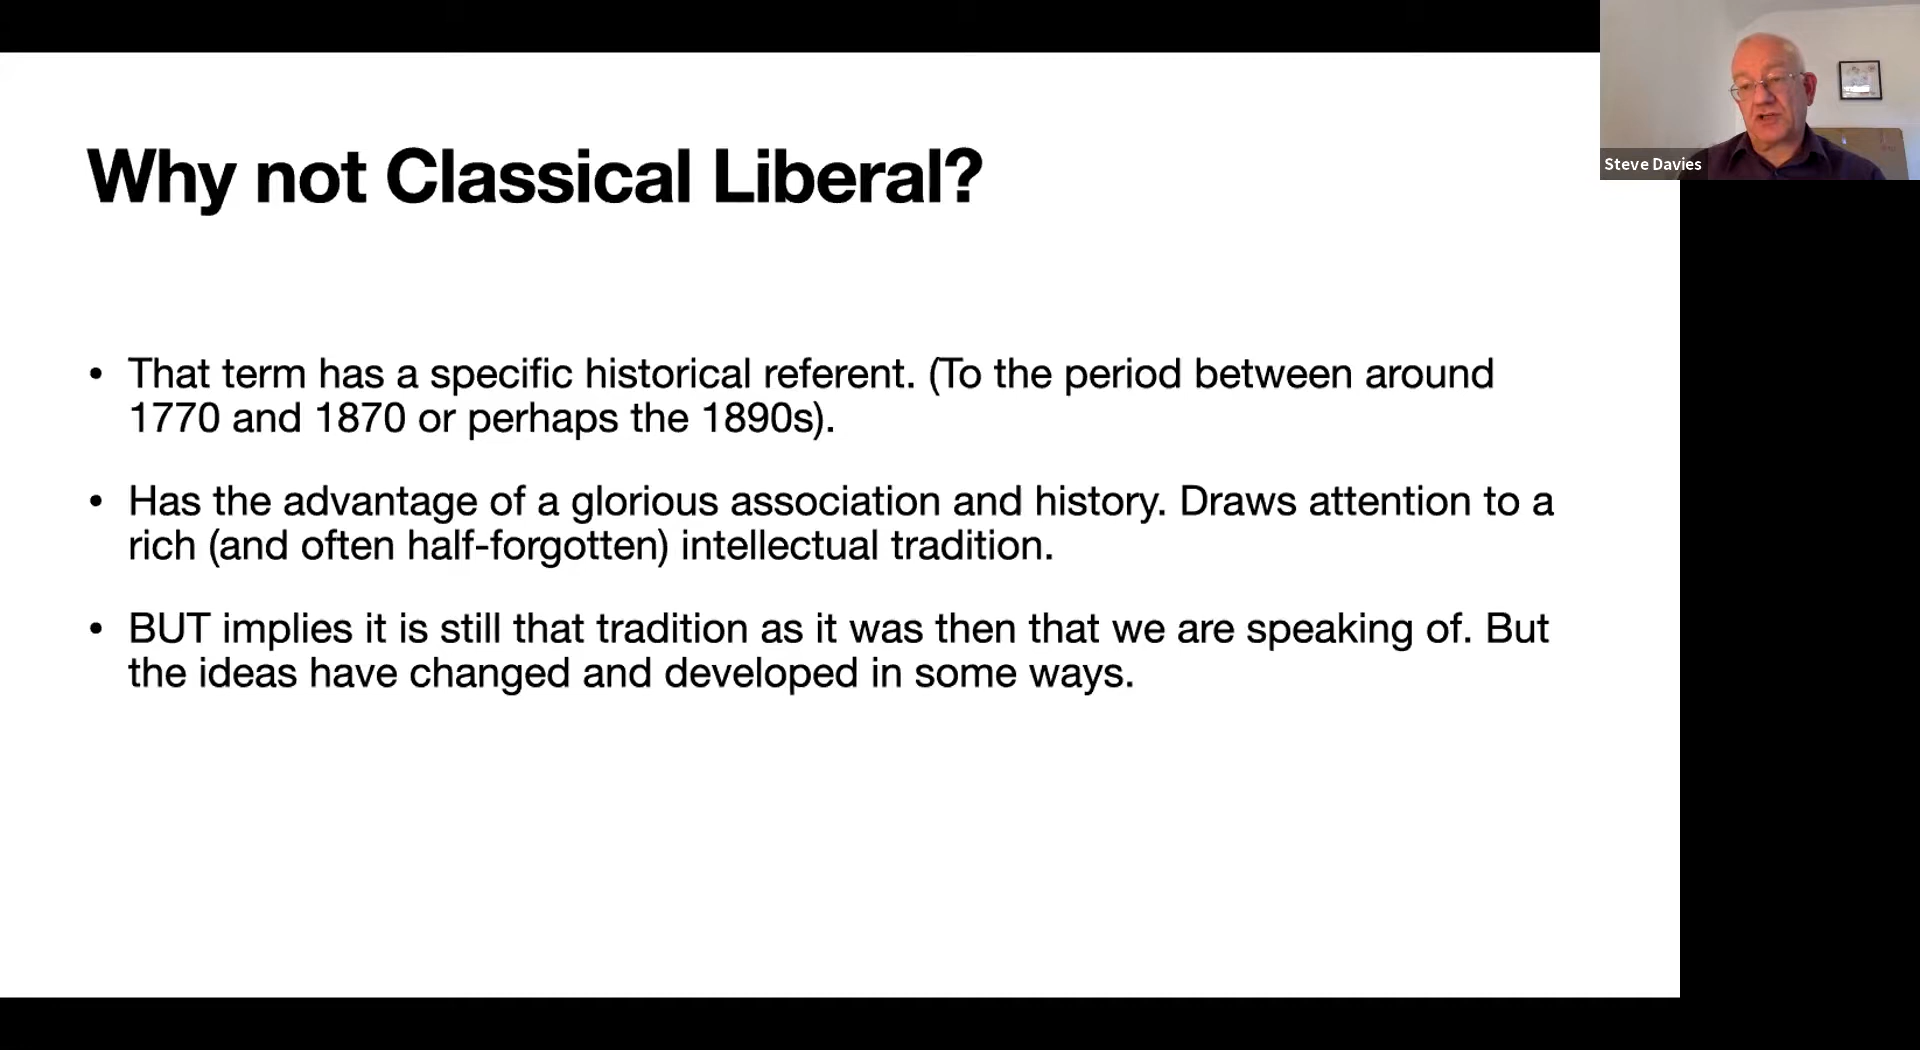 Why not Classical Liberal?
• That term has a specific historical referent. (To the period between around
1770 and 1870 or perhaps the 1890s).
• Has the advantage of a glorious association and history. Draws attention to a
rich (and often half-forgotten) intellectual tradition.
• BUT implies it is still that tradition as it was then that we are speaking of. But
the ideas have changed and developed in some ways.
Steve Davies